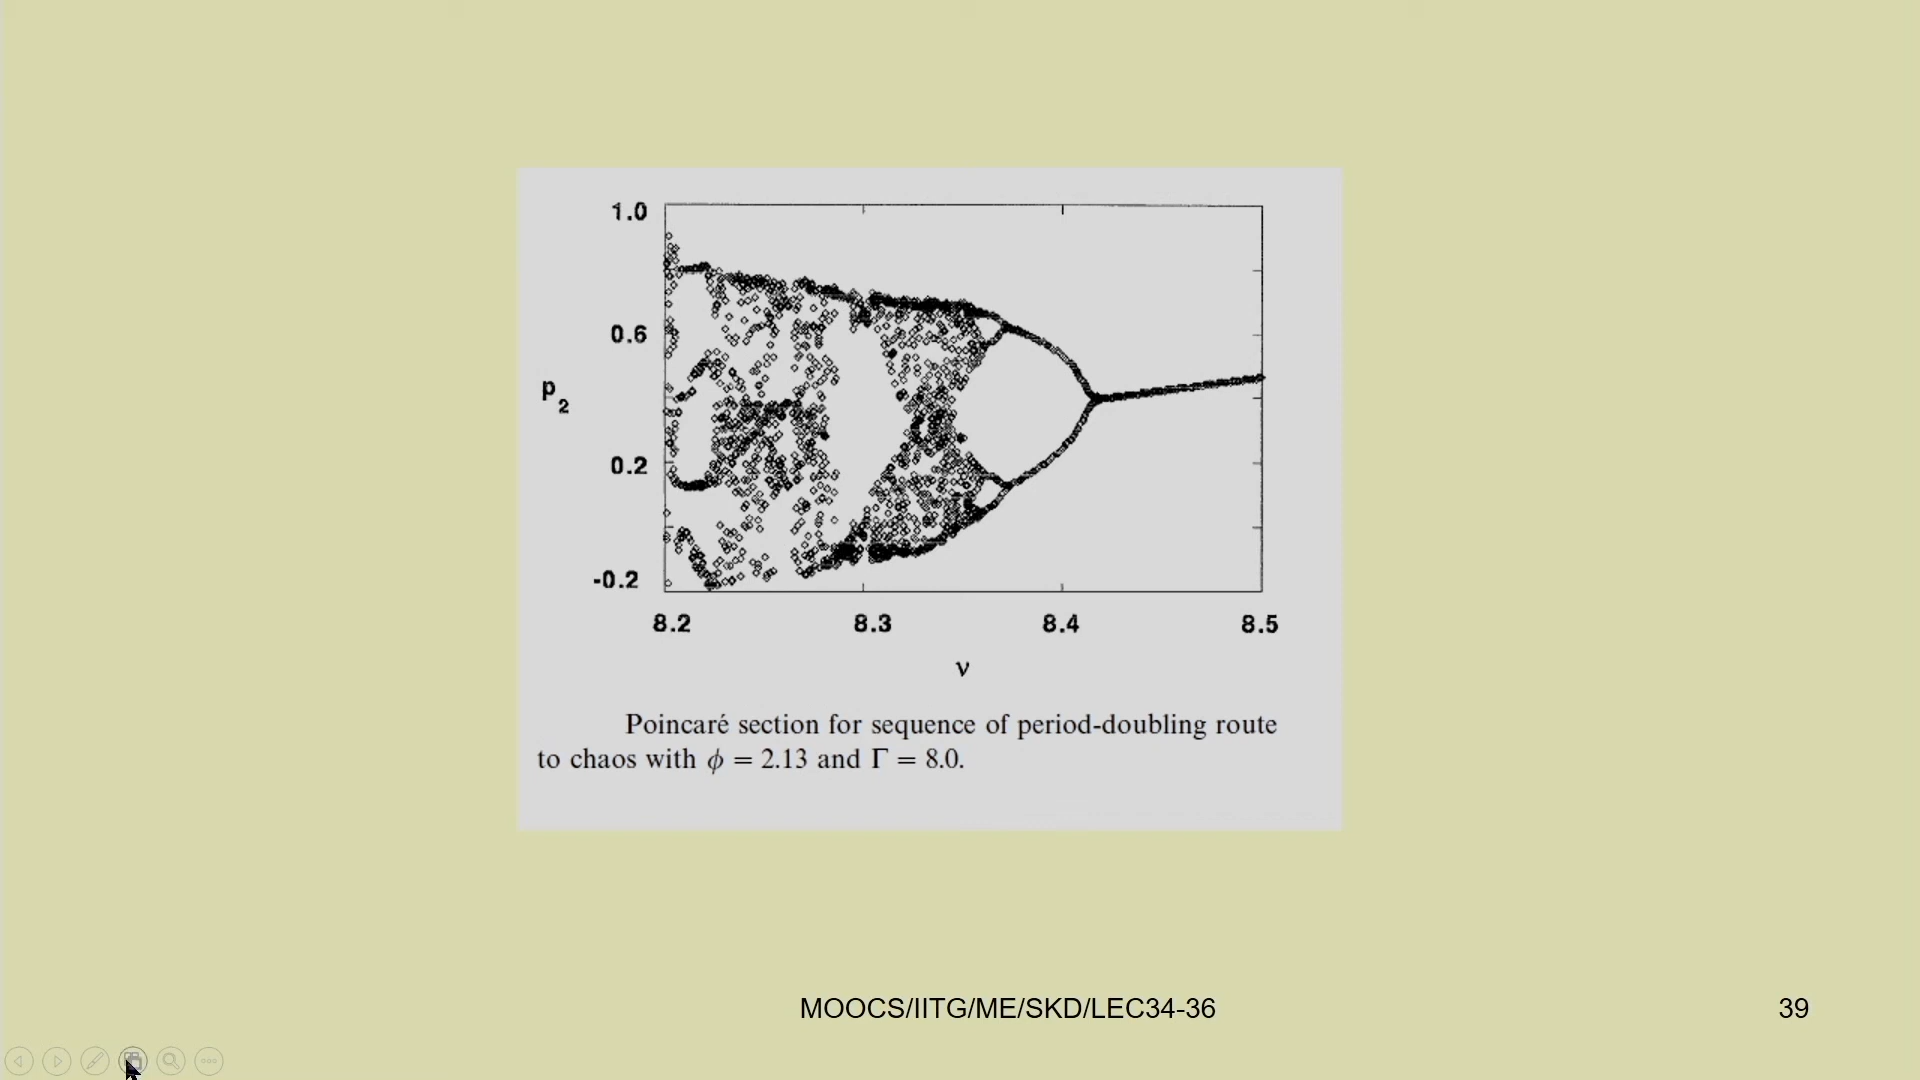 1.0
0.6
p2
0.2
-0.2
8.2 8.3 8.4 8.5
ν
Poincaré section for sequence of period-doubling route
to chaos with ϕ = 2.13 and Γ = 8.0.
MOOCS/IITG/ME/SKD/LEC34-36
39